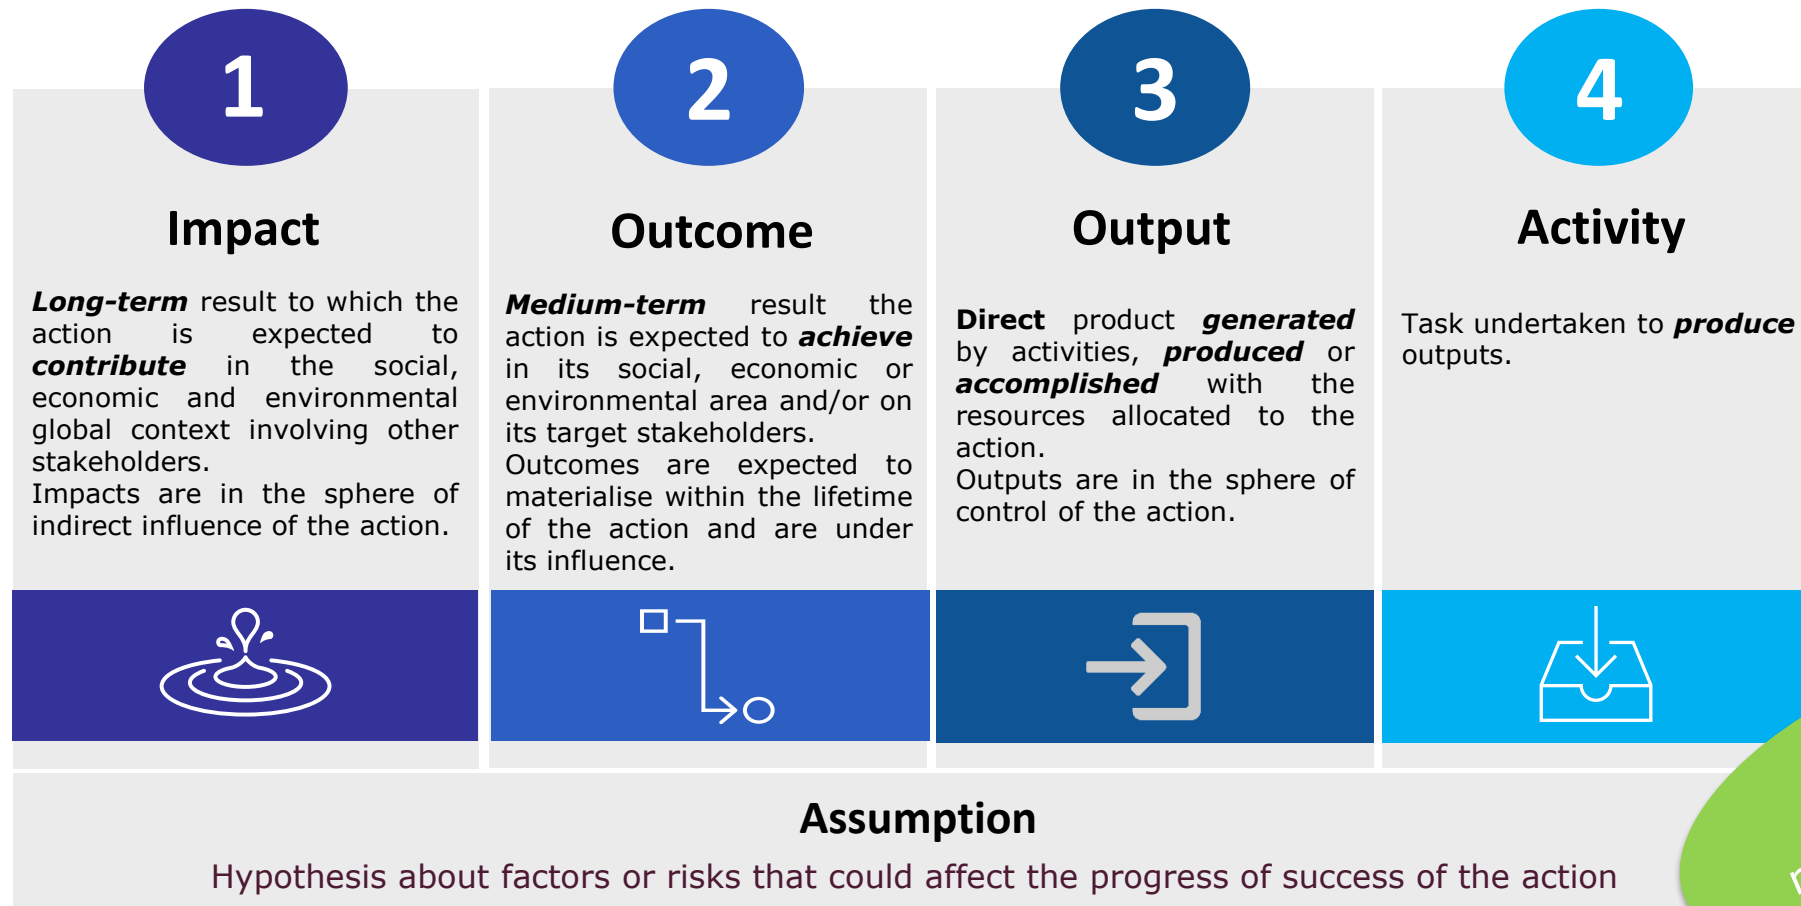 1
Impact
Long-term result to which the
action is expected to
contribute in the social,
economic and environmental
global context involving other
stakeholders.
Impacts are in the sphere of
indirect influence of the action.
2
Outcome
Medium-term result the
action is expected to achieve
in its social, economic or
environmental area and/or on
its target stakeholders.
Outcomes are expected to
materialise within the lifetime
of the action and are under
its influence.
3
Output
Direct product generated
by activities, produced or
accomplished with the
resources allocated to the
action.
Outputs are in the sphere of
control of the action.
4
Activity
Task undertaken to produce
outputs.
Assumption
Hypothesis about factors or risks that could affect the progress of success of the action